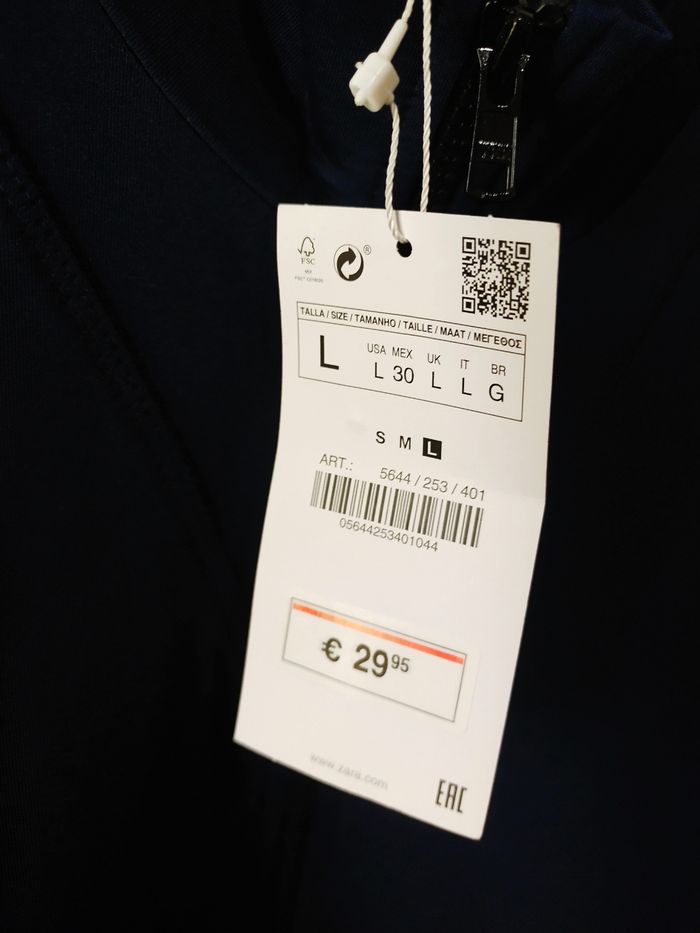 FSC
MIX
®
TALLA / SIZE / TAMANHO / TAILLE / MAAT / ΜΕΓΕΘΟΣ
L
USA MEX UK IT BR
L 30 L L G
S M L
ART.: 5644 / 253 / 401
05644253401044
€ 29 95
www.zara.com
EAC